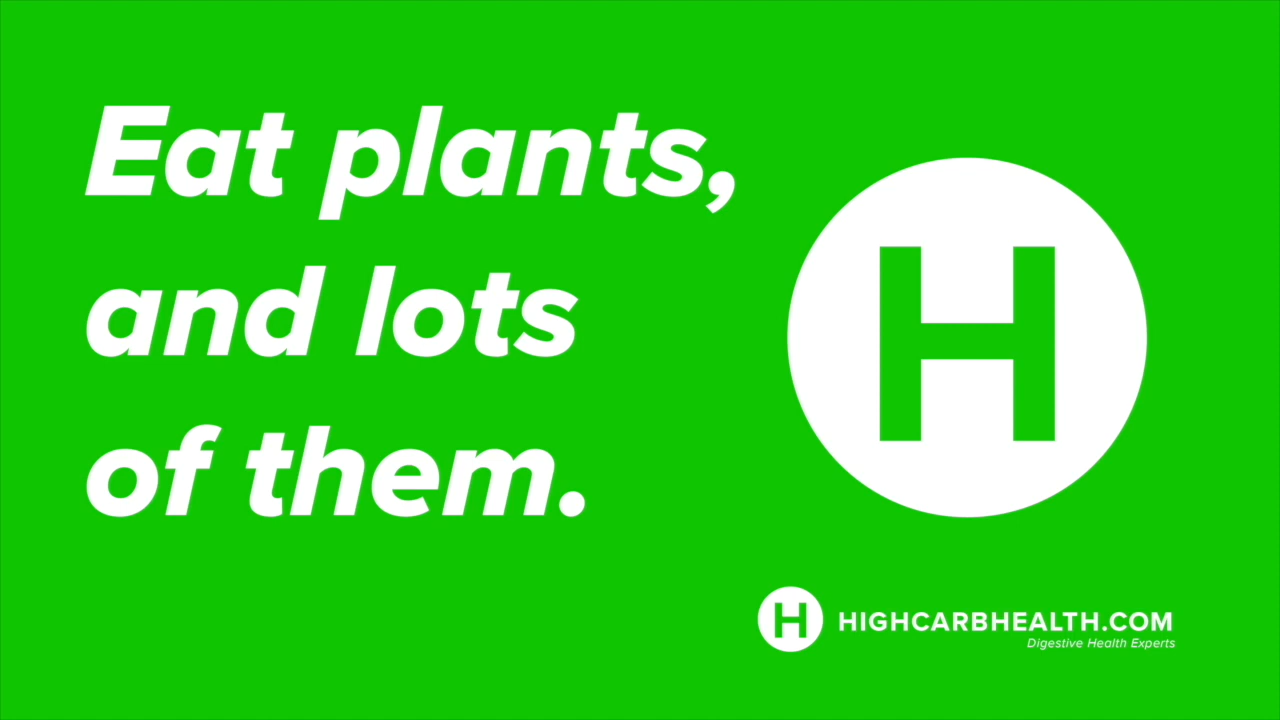 Eat plants,
and lots
of them.
H
H HIGHCARBHEALTH.COM
Digestive Health Experts